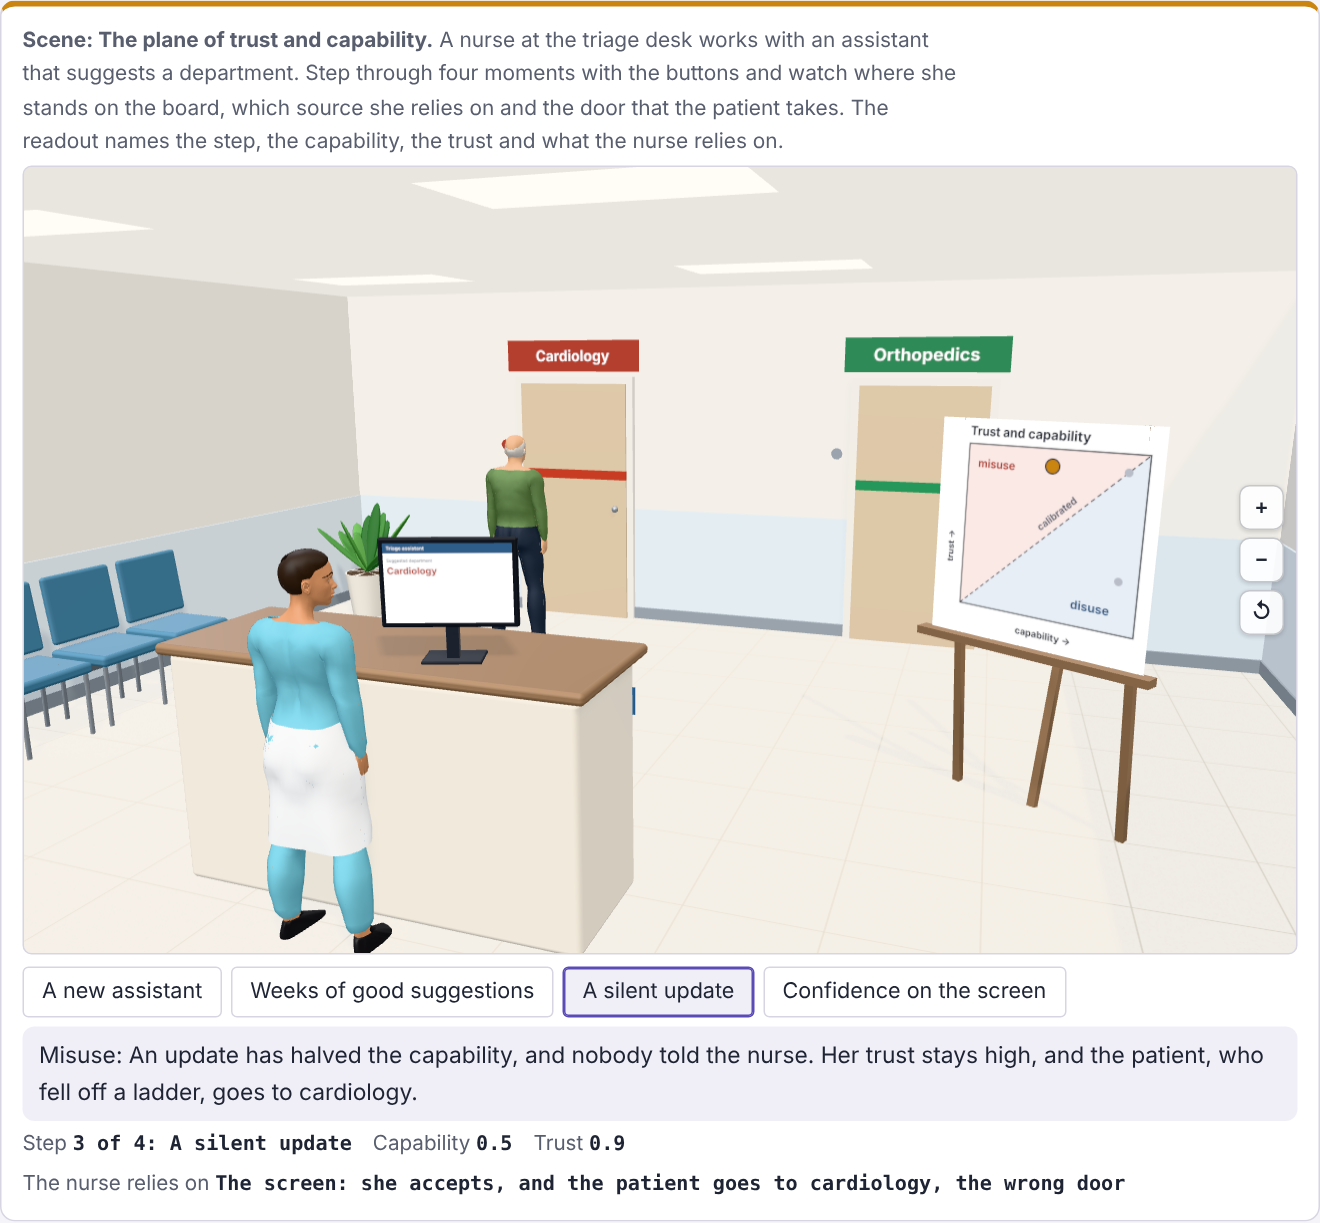 Scene: The plane of trust and capability. A nurse at the triage desk works with an assistant
that suggests a department. Step through four moments with the buttons and watch where she
stands on the board, which source she relies on and the door that the patient takes. The
readout names the step, the capability, the trust and what the nurse relies on.
Cardiology
Orthopedics
Trust and capability
misuse
calibrated
trust →
disuse
capability →
Triage assistant
Suggested department
Cardiology
+
−
A new assistant
Weeks of good suggestions
A silent update
Confidence on the screen
Misuse: An update has halved the capability, and nobody told the nurse. Her trust stays high, and the patient, who
fell off a ladder, goes to cardiology.
Step 3 of 4: A silent update Capability 0.5 Trust 0.9
The nurse relies on The screen: she accepts, and the patient goes to cardiology, the wrong door